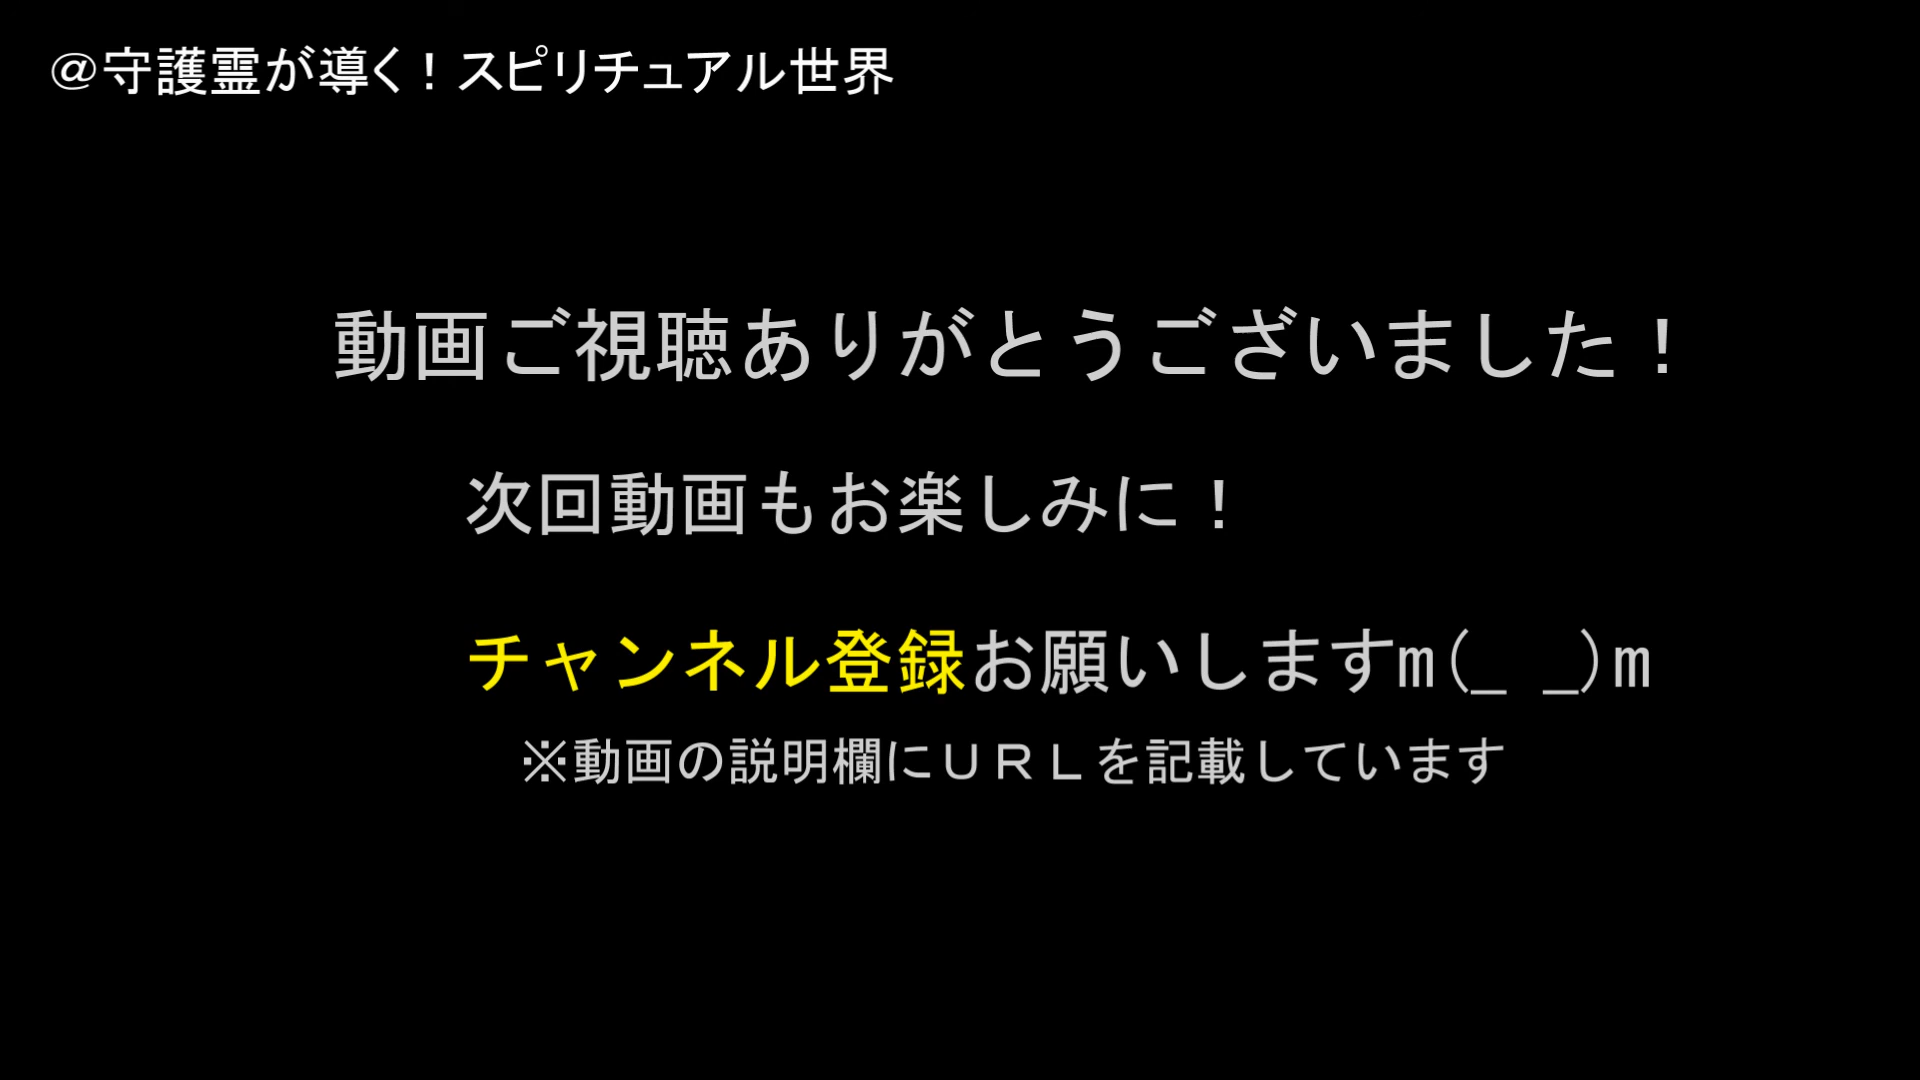 @守護霊が導く！スピリチュアル世界
動画ご視聴ありがとうございました！
次回動画もお楽しみに！
チャンネル登録お願いしますm(_ _)m
※動画の説明欄にＵＲＬを記載しています